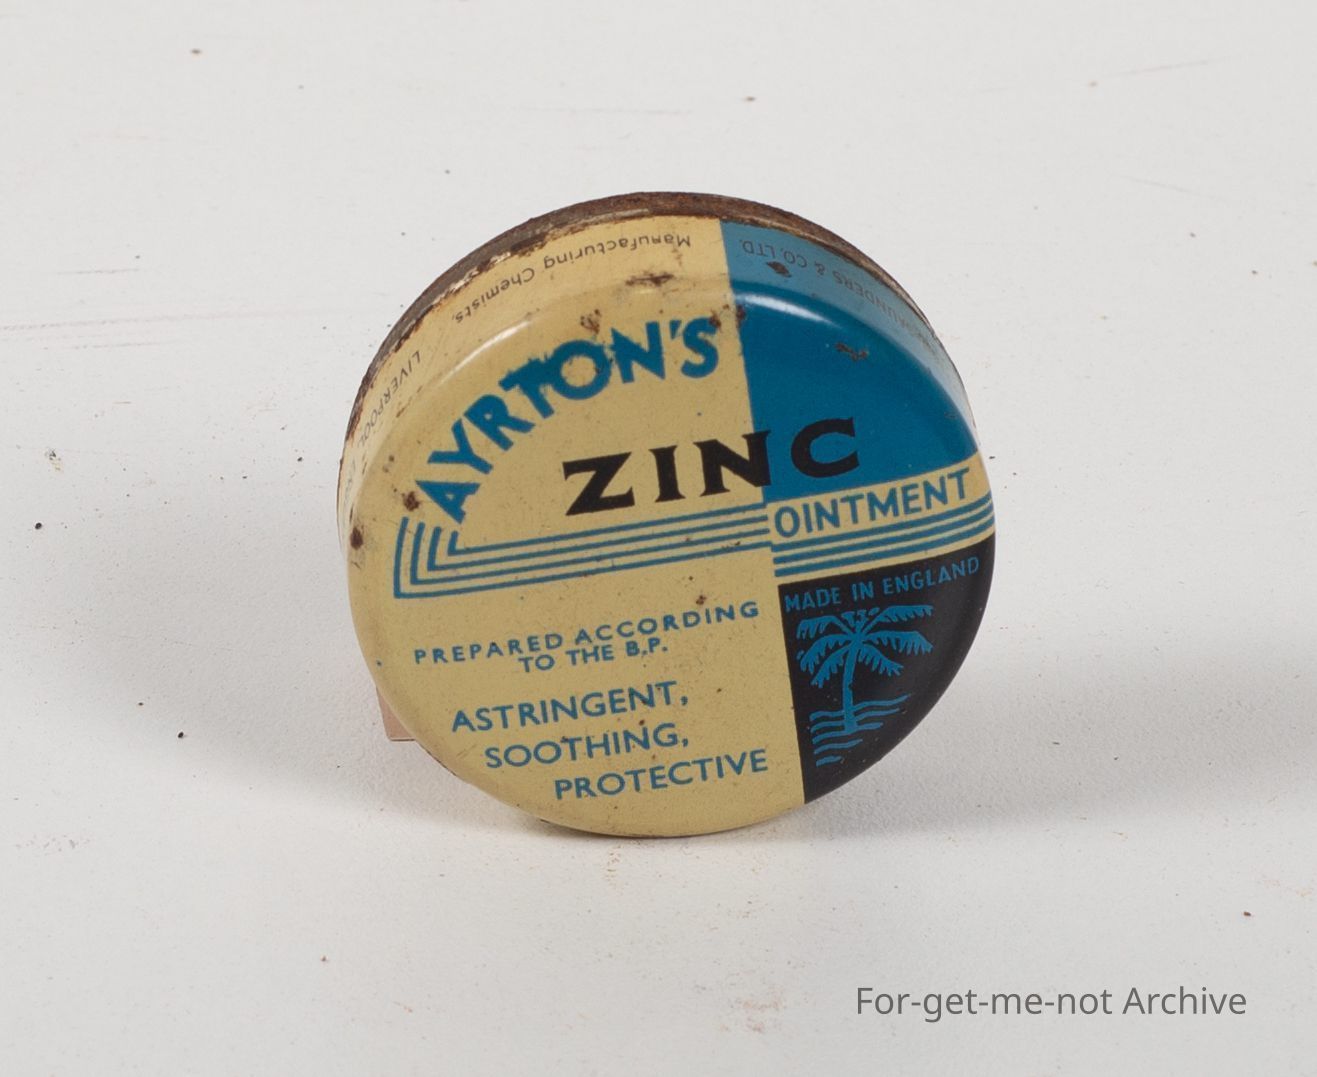 AYRTON'S
ZINC
OINTMENT
MADE IN ENGLAND
PREPARED ACCORDING
TO THE B.P.
ASTRINGENT,
SOOTHING,
PROTECTIVE
& CO. LTD.
Manufacturing Chemists,
LIVERPOOL
For-get-me-not Archive